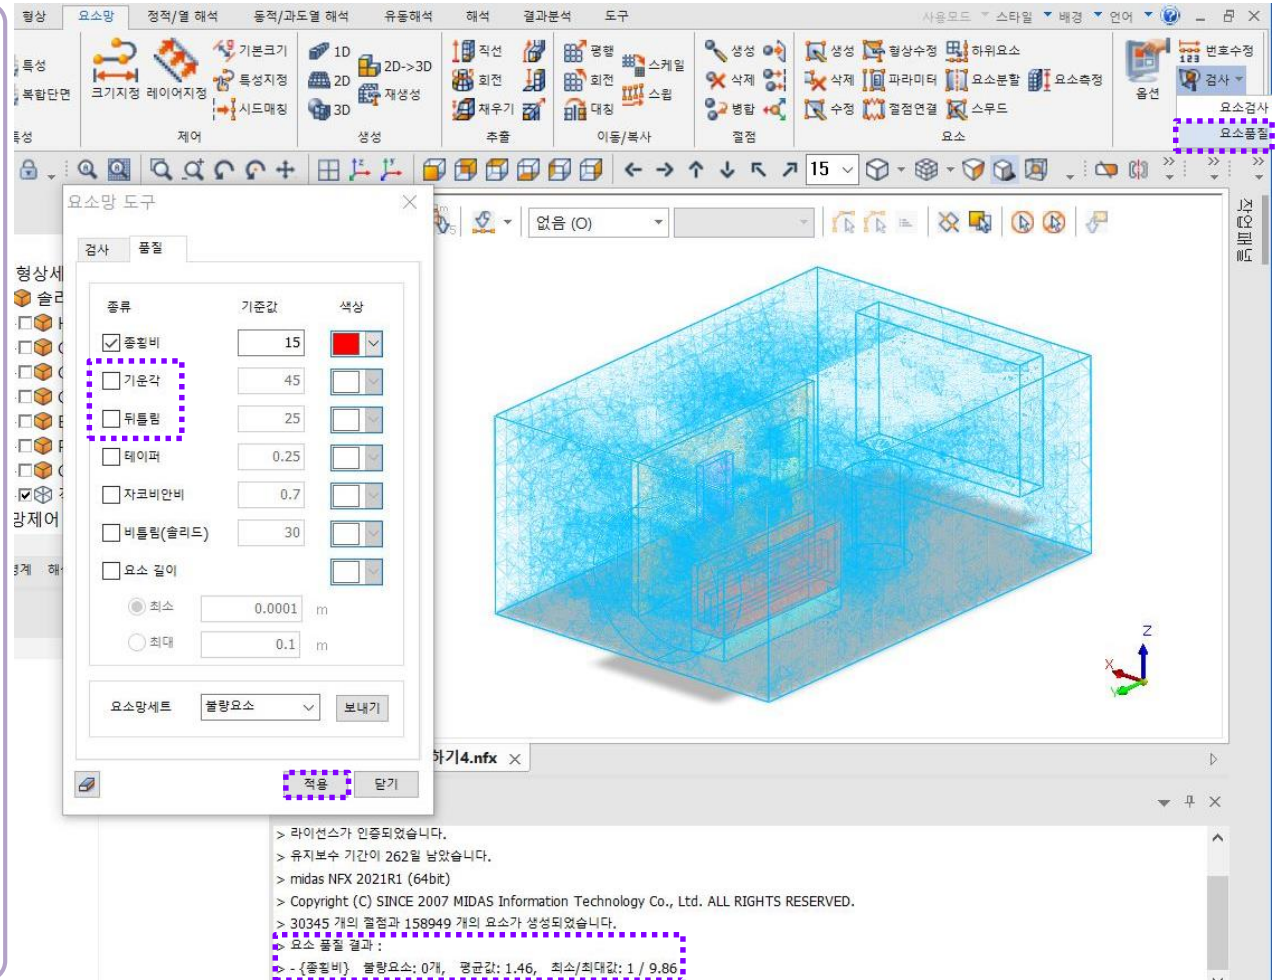 형상 요소망 정적/열 해석 동적/과도열 해석 유동해석 해석 결과분석 도구 사용모드 스타일 배경 언어
특성 기본크기 1D 2D->3D 직선 평행 스케일 생성 생성 형상수정 하위요소 번호수정
복합단면 크기지정 레이어지정 특성지정 2D 재생성 회전 회전 스윕 삭제 삭제 파라미터 요소분할 요소측정 옵션 검사
시드매칭 3D 채우기 대칭 병합 수정 절점연결 스무드 요소검사
특성 제어 생성 추출 이동/복사 절점 요소 요소품질
15
요소망 도구
없음 (O)
작업패널
검사 품질
형상세
솔리
종류 기준값 색상
종횡비 15
기운각 45
뒤틀림 25
테이퍼 0.25
자코비안비 0.7
비틀림(솔리드) 30
요소 길이
최소 0.0001 m
최대 0.1 m
망제어
경계 해
요소망세트 불량요소 보내기
적용 닫기
Z
X
Y
하기4.nfx
> 라이선스가 인증되었습니다.
> 유지보수 기간이 262일 남았습니다.
> midas NFX 2021R1 (64bit)
> Copyright (C) SINCE 2007 MIDAS Information Technology Co., Ltd. ALL RIGHTS RESERVED.
> 30345 개의 절점과 158949 개의 요소가 생성되었습니다.
> 요소 품질 결과 :
> - {종횡비} 불량요소: 0개, 평균값: 1.46, 최소/최대값: 1 / 9.86